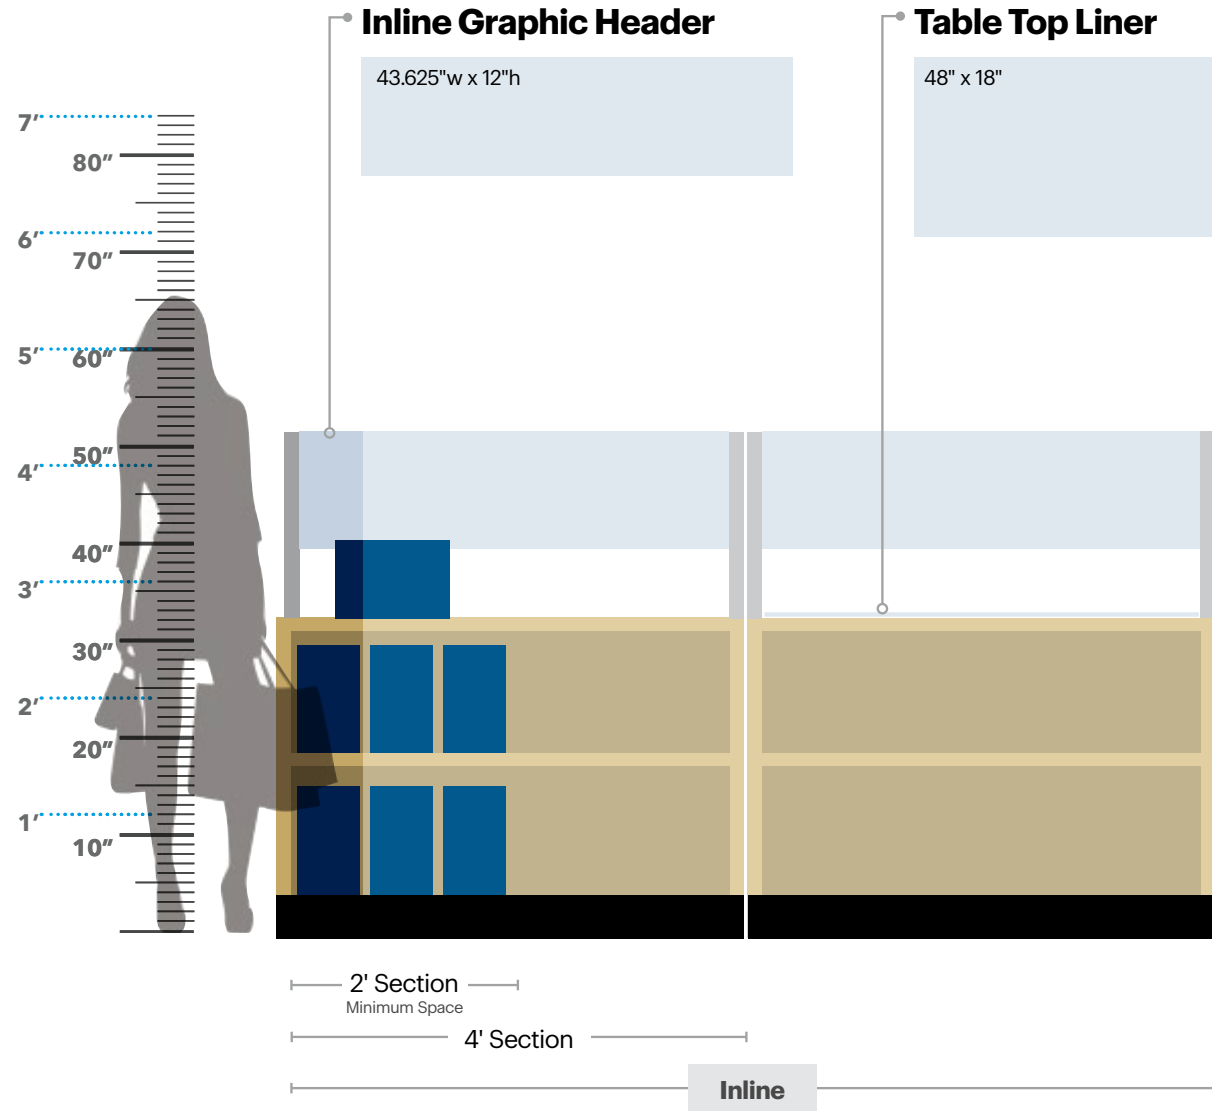 Inline Graphic Header
43.625"w x 12"h
Table Top Liner
48" x 18"
7′
80″
6′
70″
5′
60″
50″
4′
40″
3′
30″
2′
20″
1′
10″
2' Section
Minimum Space
4' Section
Inline